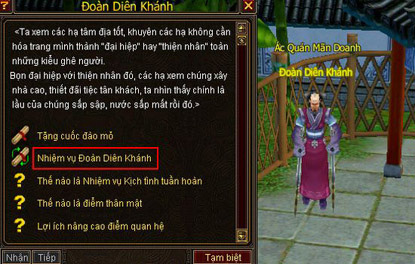 Đoàn Diên Khánh
<Ta xem các hạ tâm địa tốt, khuyên các hạ không cần
hóa trang mình thành "đại hiệp" hay "thiện nhân" toàn
những kiểu ghê người.
Bọn đại hiệp với thiện nhân đó, các hạ xem chúng xây
nhà cao, thiết đãi tiệc tân khách, ta nhìn thấy chính là
lầu của chúng sắp sập, nước sắp mất rồi đó.>
Tặng cuốc đào mỏ
Nhiệm vụ Đoàn Diên Khánh
Thế nào là Nhiệm vụ Kịch tình tuần hoàn
Thế nào là điểm thân mật
Lợi ích nâng cao điểm quan hệ
Nhận
Tiếp
Tạm biệt
Ác Quán Mãn Doanh
Đoàn Diên Khánh